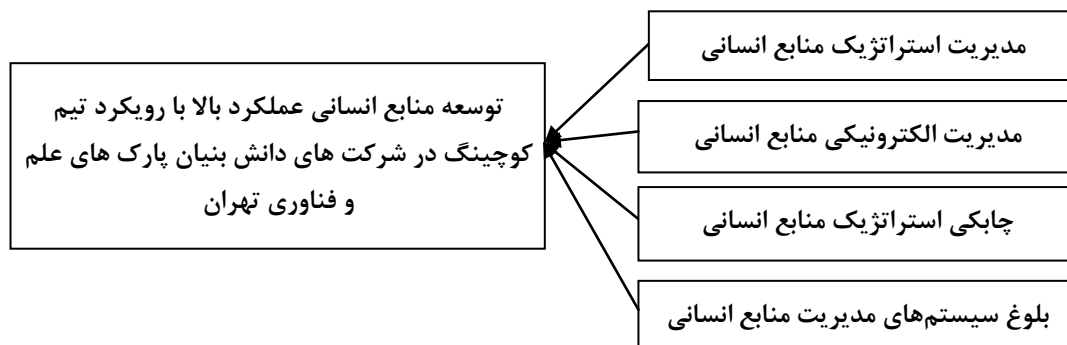 مدیریت استراتژیک منابع انسانی
مدیریت الکترونیکی منابع انسانی
چابکی استراتژیک منابع انسانی
بلوغ سیستم‌های مدیریت منابع انسانی
توسعه منابع انسانی عملکرد بالا با رویکرد تیم
کوچینگ در شرکت های دانش بنیان پارک های علم
و فناوری تهران